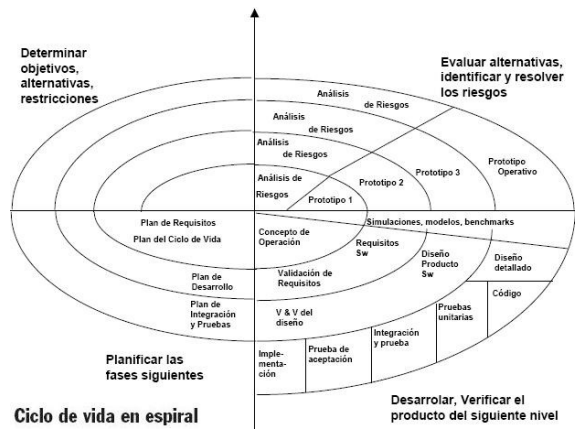 Determinar
objetivos,
alternativas,
restricciones
Evaluar alternativas,
identificar y resolver
los riesgos
Análisis
de Riesgos
Análisis
de Riesgos
Análisis
de Riesgos
Análisis de
Riesgos
Prototipo 1
Prototipo 2
Prototipo 3
Prototipo
Operativo
Simulaciones, modelos, benchmarks
Plan de Requisitos
Plan del Ciclo de Vida
Concepto de
Operación
Requisitos
Sw
Diseño
Producto
Sw
Diseño
detallado
Plan de
Desarrollo
Validación de
Requisitos
Código
Plan de
Integración
y Pruebas
V & V del
diseño
Pruebas
unitarias
Integración
y prueba
Prueba de
aceptación
Imple-
menta-
ción
Planificar las
fases siguientes
Desarrolar, Verificar el
producto del siguiente nivel
Ciclo de vida en espiral